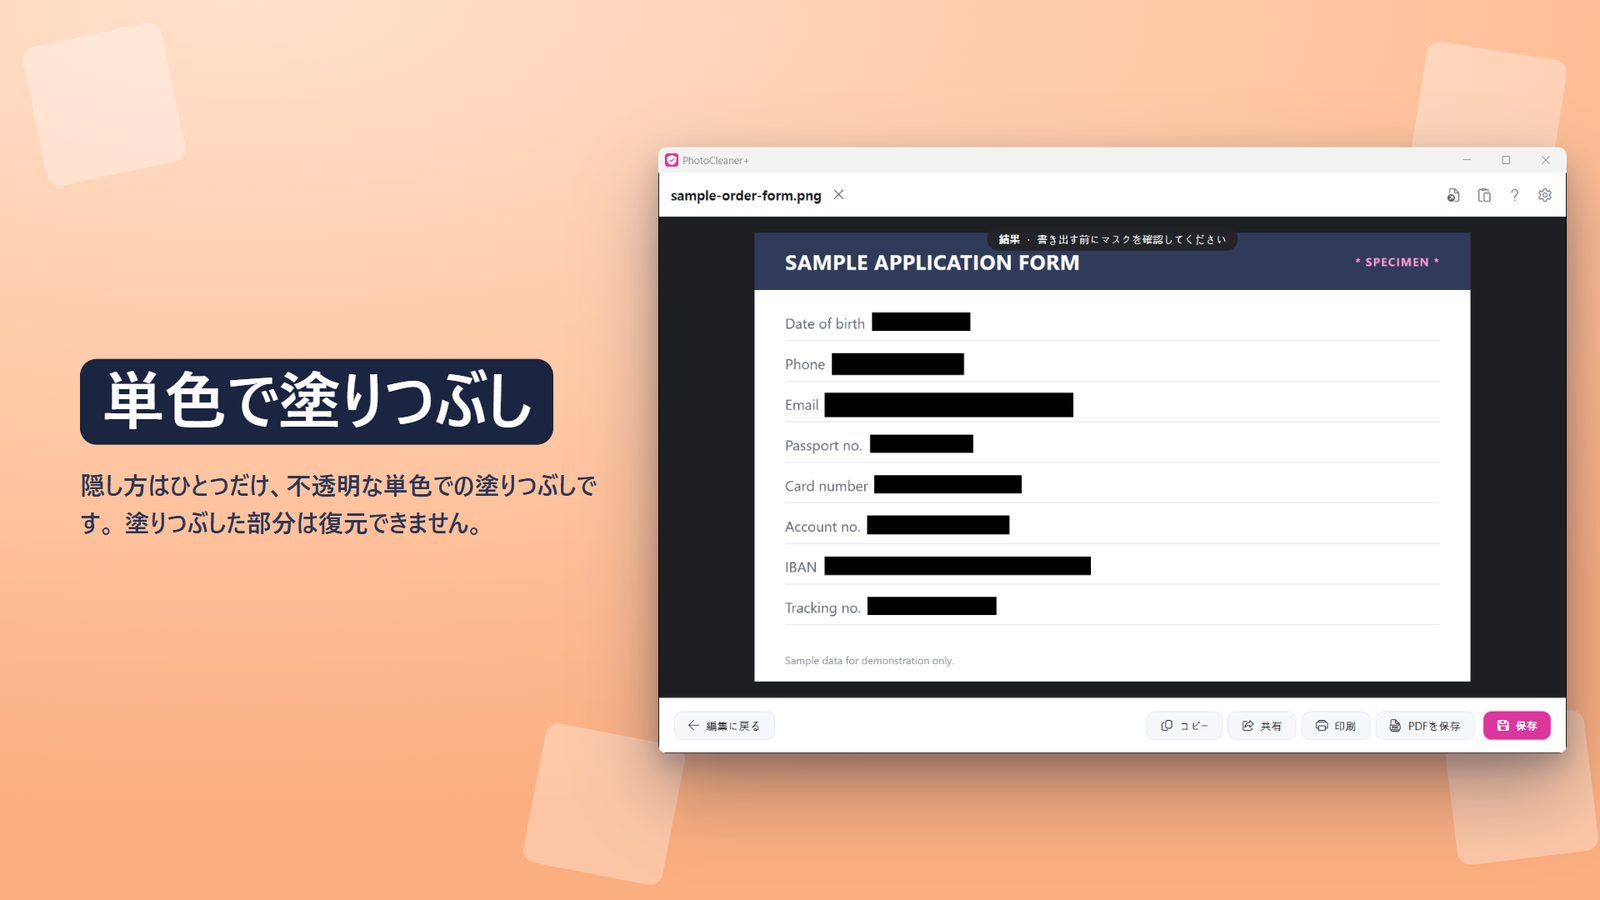 単色で塗りつぶし
隠し方はひとつだけ、不透明な単色での塗りつぶしで
す。塗りつぶした部分は復元できません。
PhotoCleaner+
sample-order-form.png
結果 · 書き出す前にマスクを確認してください
SAMPLE APPLICATION FORM
* SPECIMEN *
Date of birth
Phone
Email
Passport no.
Card number
Account no.
IBAN
Tracking no.
Sample data for demonstration only.
編集に戻る
コピー
共有
印刷
PDFを保存
保存